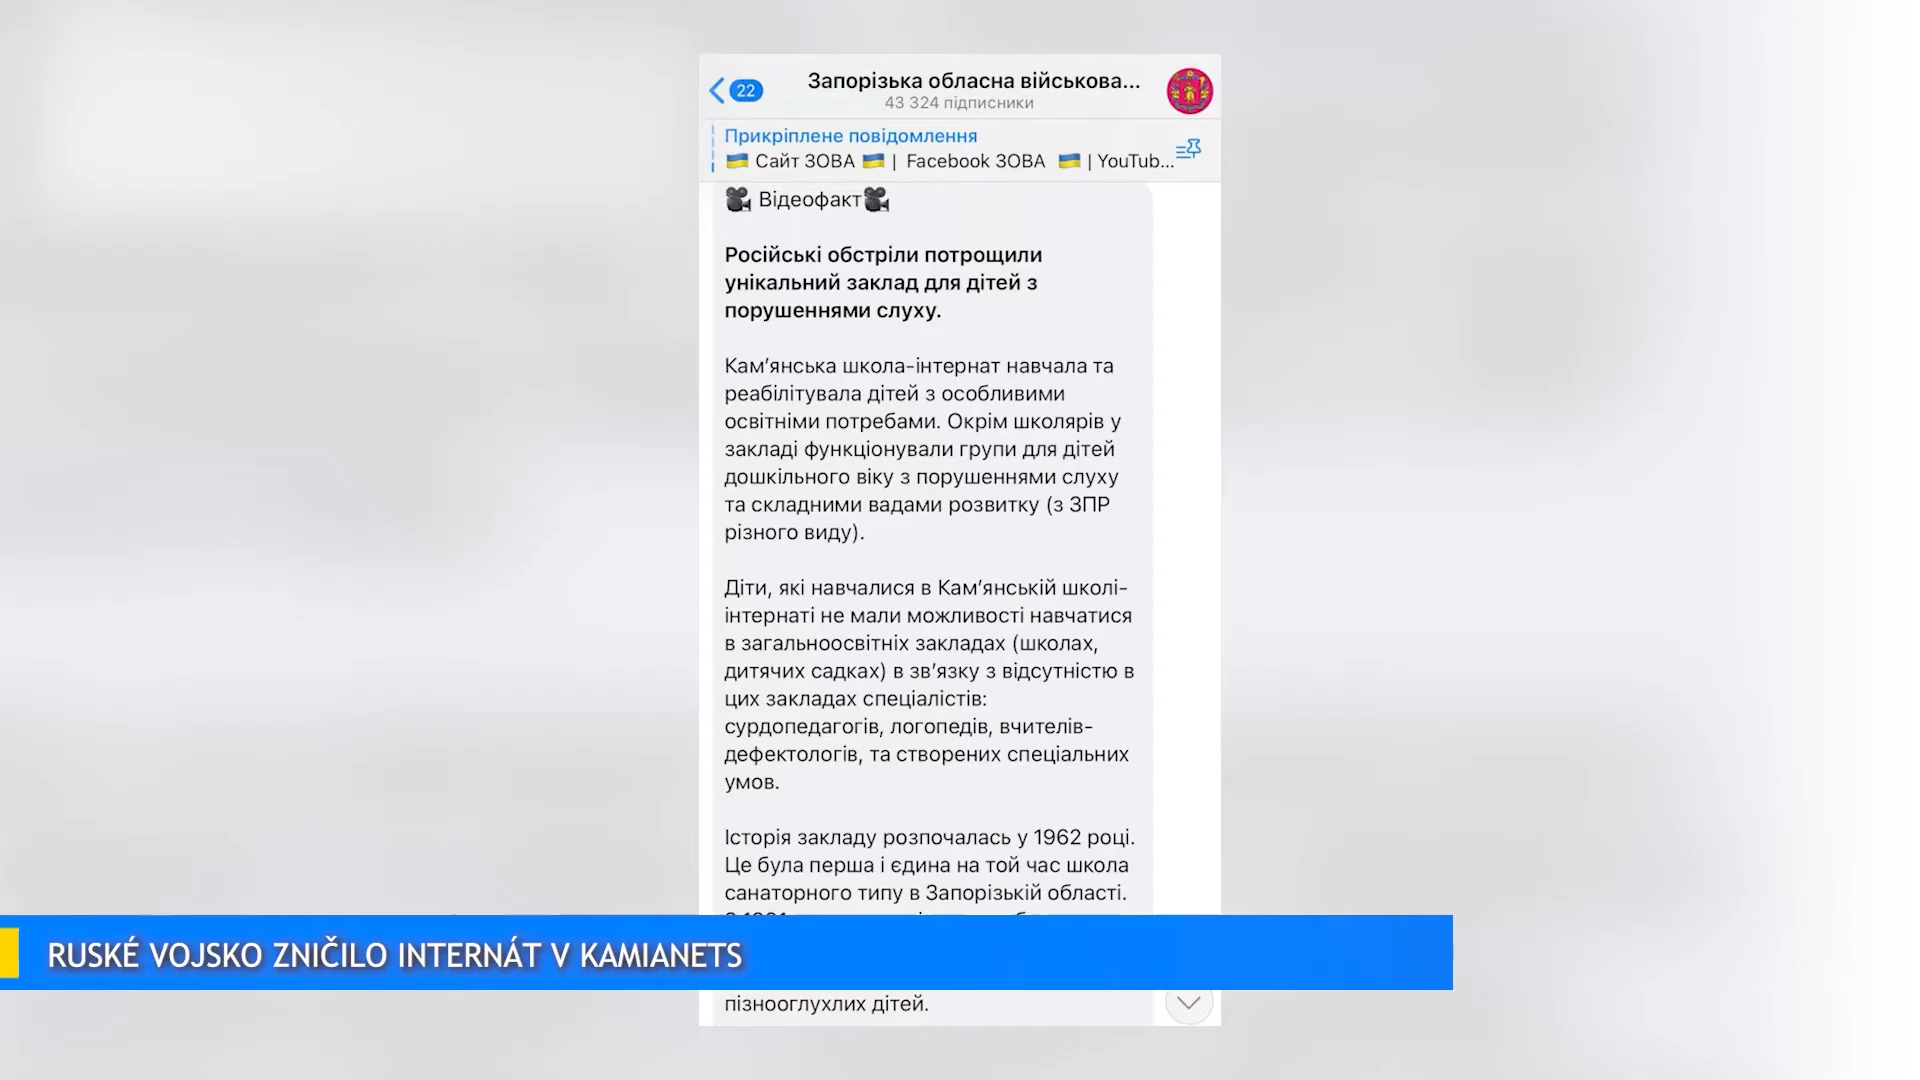 22
Запорізька обласна військова...
43 324 підписники
Прикріплене повідомлення
🇺🇦 Сайт ЗОВА 🇺🇦 | Facebook ЗОВА 🇺🇦 | YouTub...
🎥 Відеофакт🎥
Російські обстріли потрощили
унікальний заклад для дітей з
порушеннями слуху.
Кам’янська школа-інтернат навчала та
реабілітувала дітей з особливими
освітніми потребами. Окрім школярів у
закладі функціонували групи для дітей
дошкільного віку з порушеннями слуху
та складними вадами розвитку (з ЗПР
різного виду).
Діти, які навчалися в Кам’янській школі-
інтернаті не мали можливості навчатися
в загальноосвітніх закладах (школах,
дитячих садках) в зв’язку з відсутністю в
цих закладах спеціалістів:
сурдопедагогів, логопедів, вчителів-
дефектологів, та створених спеціальних
умов.
Історія закладу розпочалась у 1962 році.
Це була перша і єдина на той час школа
санаторного типу в Запорізькій області.
RUSKÉ VOJSKO ZNIČILO INTERNÁT V KAMIANETS
пізнооглухлих дітей.